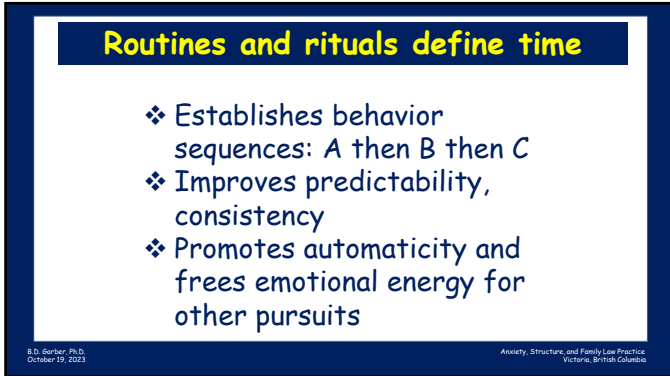 Routines and rituals define time
❖ Establishes behavior
sequences: A then B then C
❖ Improves predictability,
consistency
❖ Promotes automaticity and
frees emotional energy for
other pursuits
B.D. Garber, Ph.D.
October 19, 2023
Anxiety, Structure, and Family Law Practice
Victoria, British Columbia